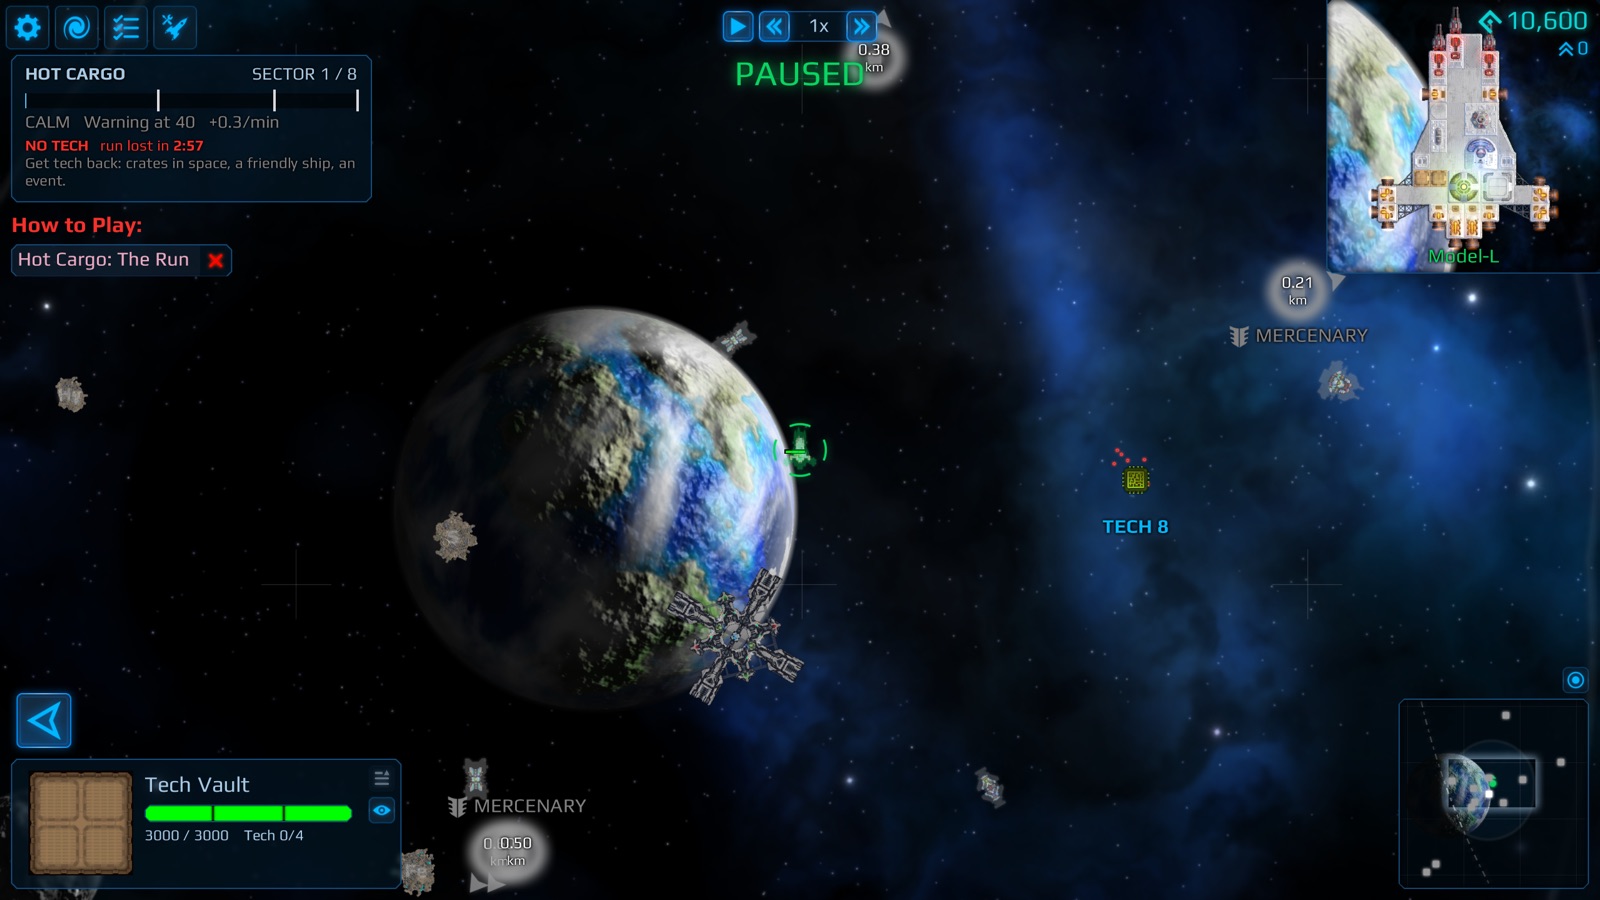 10,600
1x
0
0.38
km
PAUSED
HOT CARGO
SECTOR 1 / 8
CALM Warning at 40 +0.3/min
NO TECH run lost in 2:57
Get tech back: crates in space, a friendly ship, an
event.
How to Play:
Hot Cargo: The Run
Model-L
0.21
km
MERCENARY
TECH 8
Tech Vault
3000 / 3000 Tech 0/4
MERCENARY
0.50
km